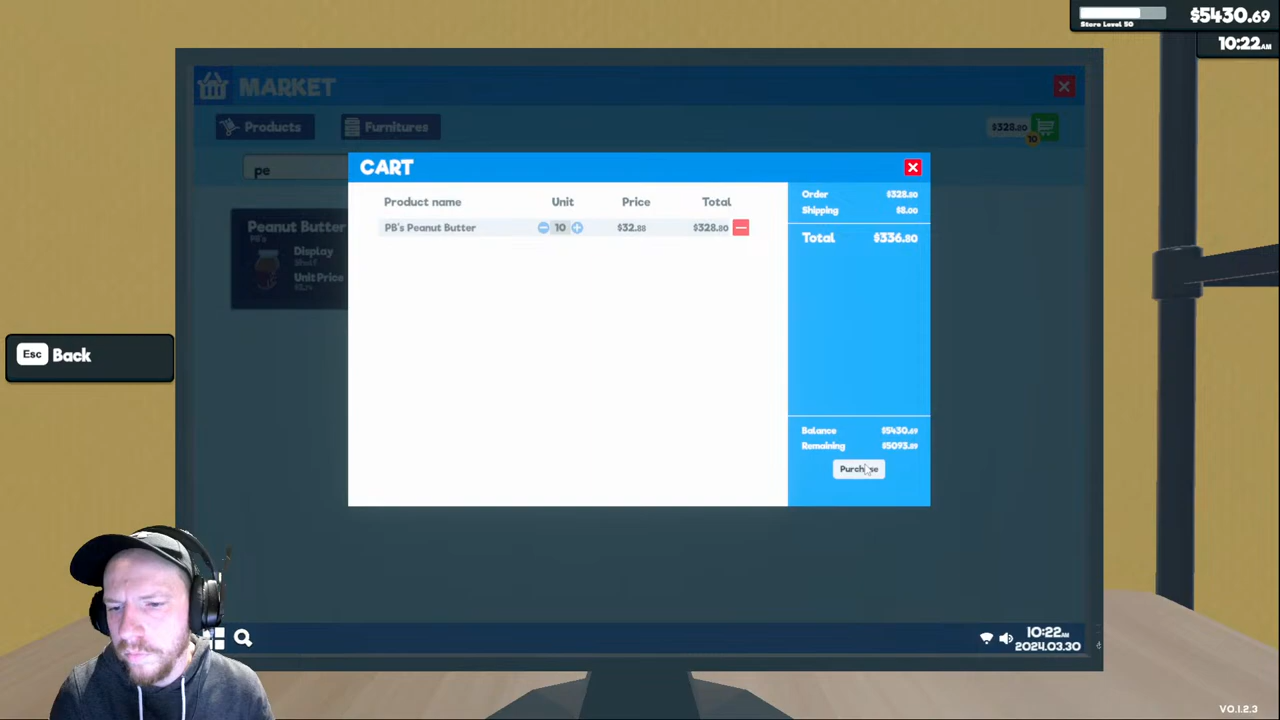 $5430.69
Store Level 50
10:22AM
MARKET
Products
Furnitures
$328.80
10
pe
CART
Product name Unit Price Total
PB's Peanut Butter 10 $32.88 $328.80
Order $328.80
Shipping $8.00
Total $336.80
Balance $5430.69
Remaining $5093.89
Purchase
Peanut Butter
PB's
Display
Shelf
Unit Price
Esc Back
10:22AM
2024.03.30
V0.1.2.3